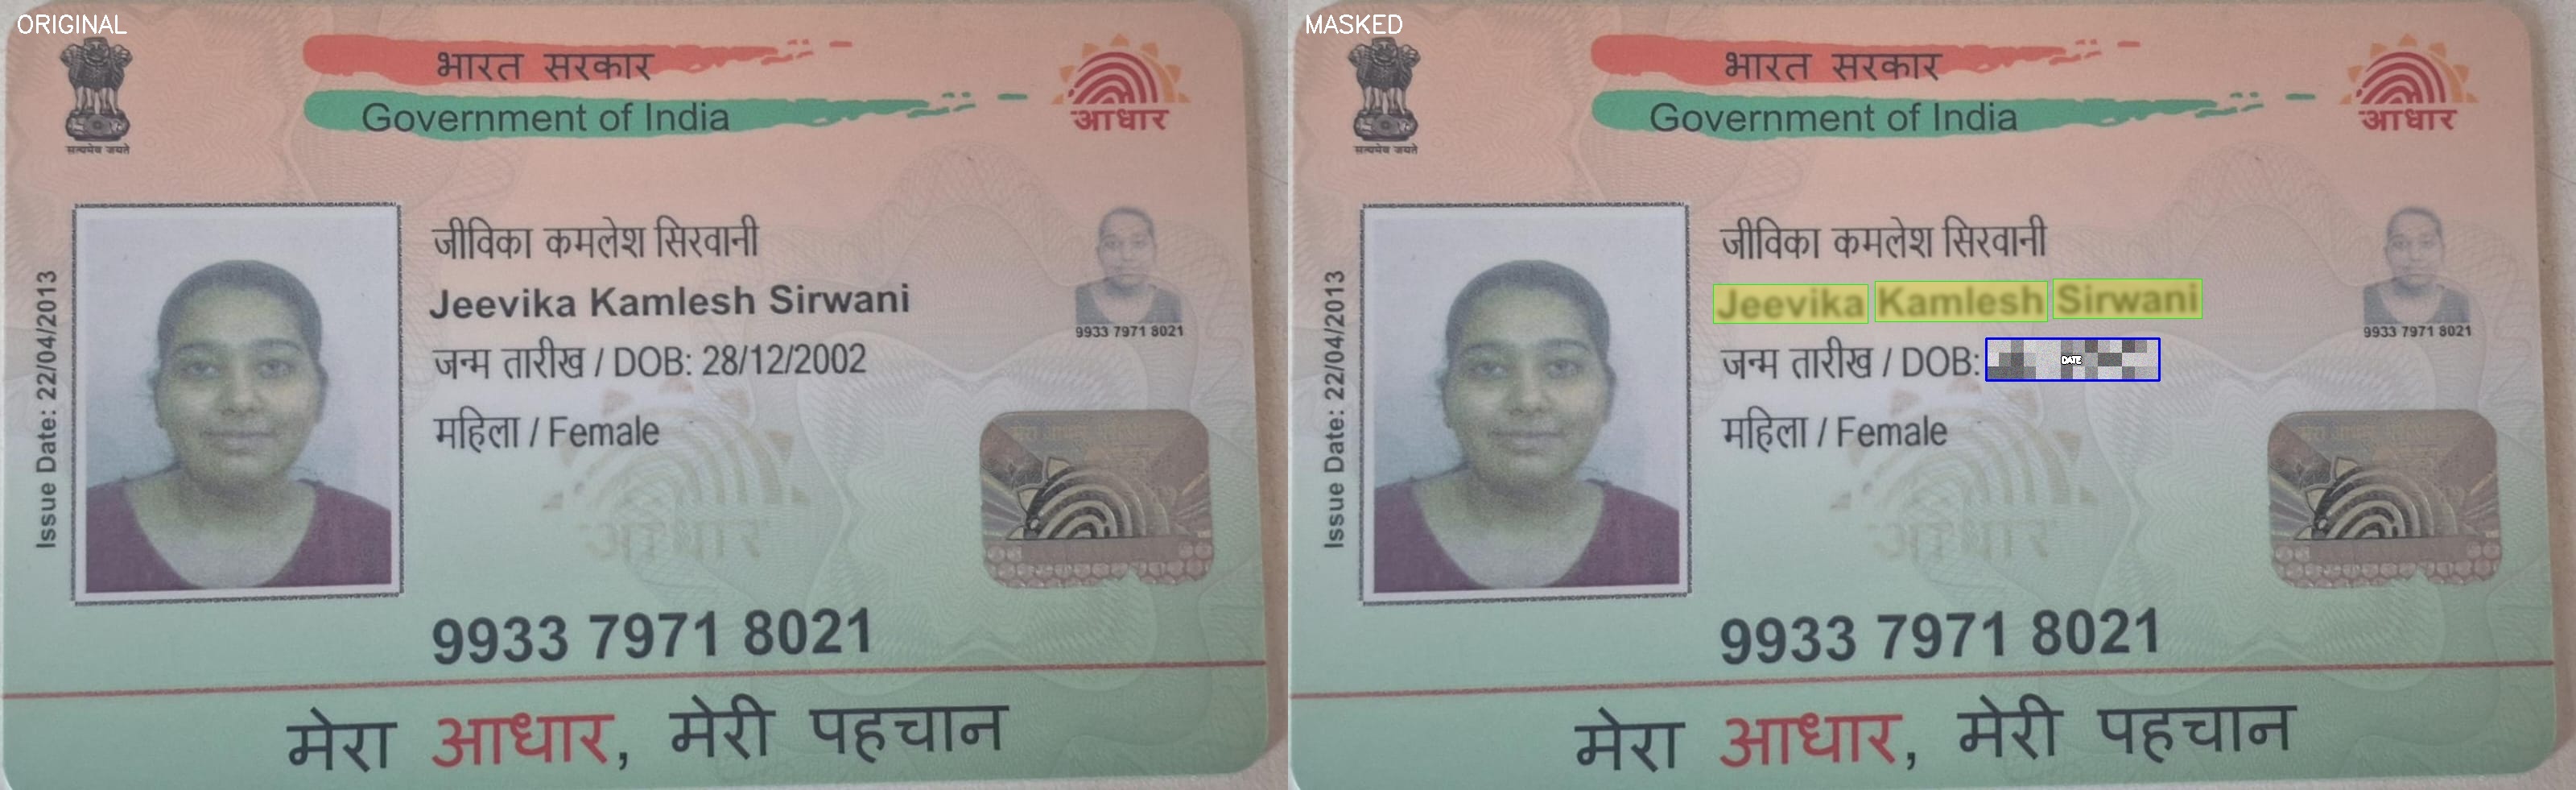 ORIGINAL
भारत सरकार
Government of India
सत्यमेव जयते
आधार
जीविका कमलेश सिरवानी
Jeevika Kamlesh Sirwani
जन्म तारीख / DOB: 28/12/2002
महिला / Female
9933 7971 8021
Issue Date: 22/04/2013
आधार
9933 7971 8021
मेरा आधार, मेरी पहचान
MASKED
भारत सरकार
Government of India
सत्यमेव जयते
आधार
जीविका कमलेश सिरवानी
Jeevika Kamlesh Sirwani
जन्म तारीख / DOB: DATE
महिला / Female
9933 7971 8021
Issue Date: 22/04/2013
आधार
9933 7971 8021
मेरा आधार, मेरी पहचान